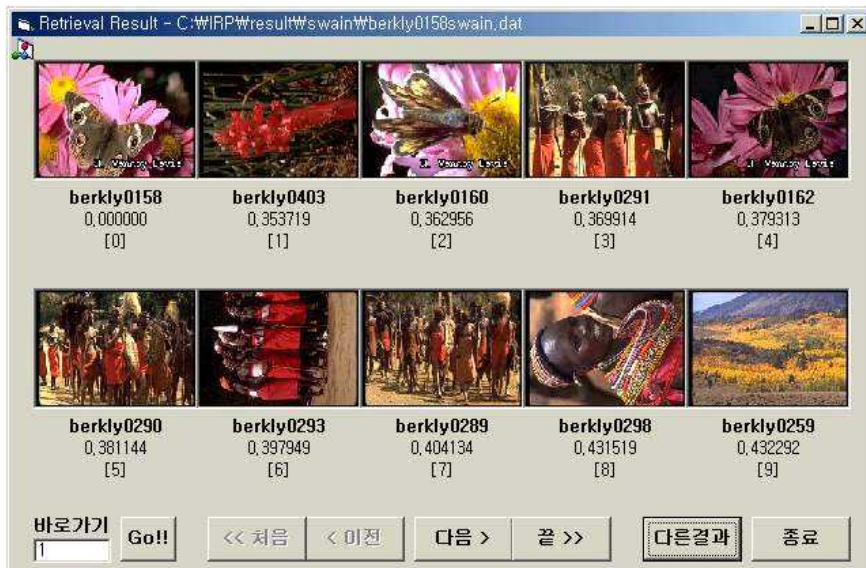 Retrieval Result - C:₩IRP₩result₩swain₩berkly0158swain.dat
berkly0158
0,000000
[0]
berkly0403
0,353719
[1]
berkly0160
0,362956
[2]
berkly0291
0,369914
[3]
berkly0162
0,379313
[4]
berkly0290
0,381144
[5]
berkly0293
0,397949
[6]
berkly0289
0,404134
[7]
berkly0298
0,431519
[8]
berkly0259
0,432292
[9]
바로가기
1
Go!!
<< 처음
< 이전
다음 >
끝 >>
다른결과
종료